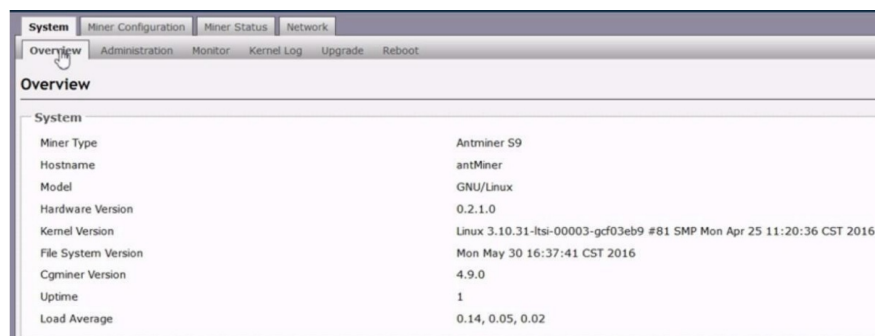 System Miner Configuration Miner Status Network
Overview Administration Monitor Kernel Log Upgrade Reboot
Overview
System
Miner Type Antminer S9
Hostname antMiner
Model GNU/Linux
Hardware Version 0.2.1.0
Kernel Version Linux 3.10.31-ltsi-00003-gcf03eb9 #81 SMP Mon Apr 25 11:20:36 CST 2016
File System Version Mon May 30 16:37:41 CST 2016
Cgminer Version 4.9.0
Uptime 1
Load Average 0.14, 0.05, 0.02